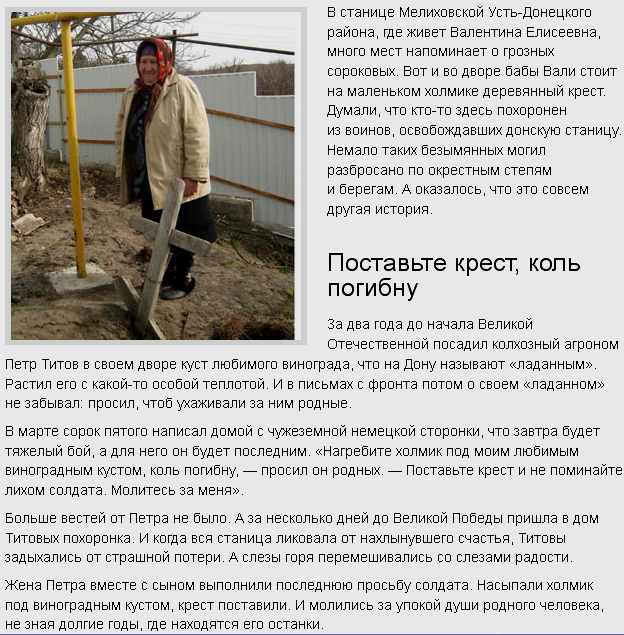 В станице Мелиховской Усть-Донецкого
района, где живет Валентина Елисеевна,
много мест напоминает о грозных
сороковых. Вот и во дворе бабы Вали стоит
на маленьком холмике деревянный крест.
Думали, что кто-то здесь похоронен
из воинов, освобождавших донскую станицу.
Немало таких безымянных могил
разбросано по окрестным степям
и берегам. А оказалось, что это совсем
другая история.
Поставьте крест, коль
погибну
За два года до начала Великой
Отечественной посадил колхозный агроном
Петр Титов в своем дворе куст любимого винограда, что на Дону называют «ладанным».
Растил его с какой-то особой теплотой. И в письмах с фронта потом о своем «ладанном»
не забывал: просил, чтоб ухаживали за ним родные.
В марте сорок пятого написал домой с чужеземной немецкой сторонки, что завтра будет
тяжелый бой, а для него он будет последним. «Нагребите холмик под моим любимым
виноградным кустом, коль погибну, — просил он родных. — Поставьте крест и не поминайте
лихом солдата. Молитесь за меня».
Больше вестей от Петра не было. А за несколько дней до Великой Победы пришла в дом
Титовых похоронка. И когда вся станица ликовала от нахлынувшего счастья, Титовы
задыхались от страшной потери. А слезы горя перемешивались со слезами радости.
Жена Петра вместе с сыном выполнили последнюю просьбу солдата. Насыпали холмик
под виноградным кустом, крест поставили. И молились за упокой души родного человека,
не зная долгие годы, где находятся его останки.